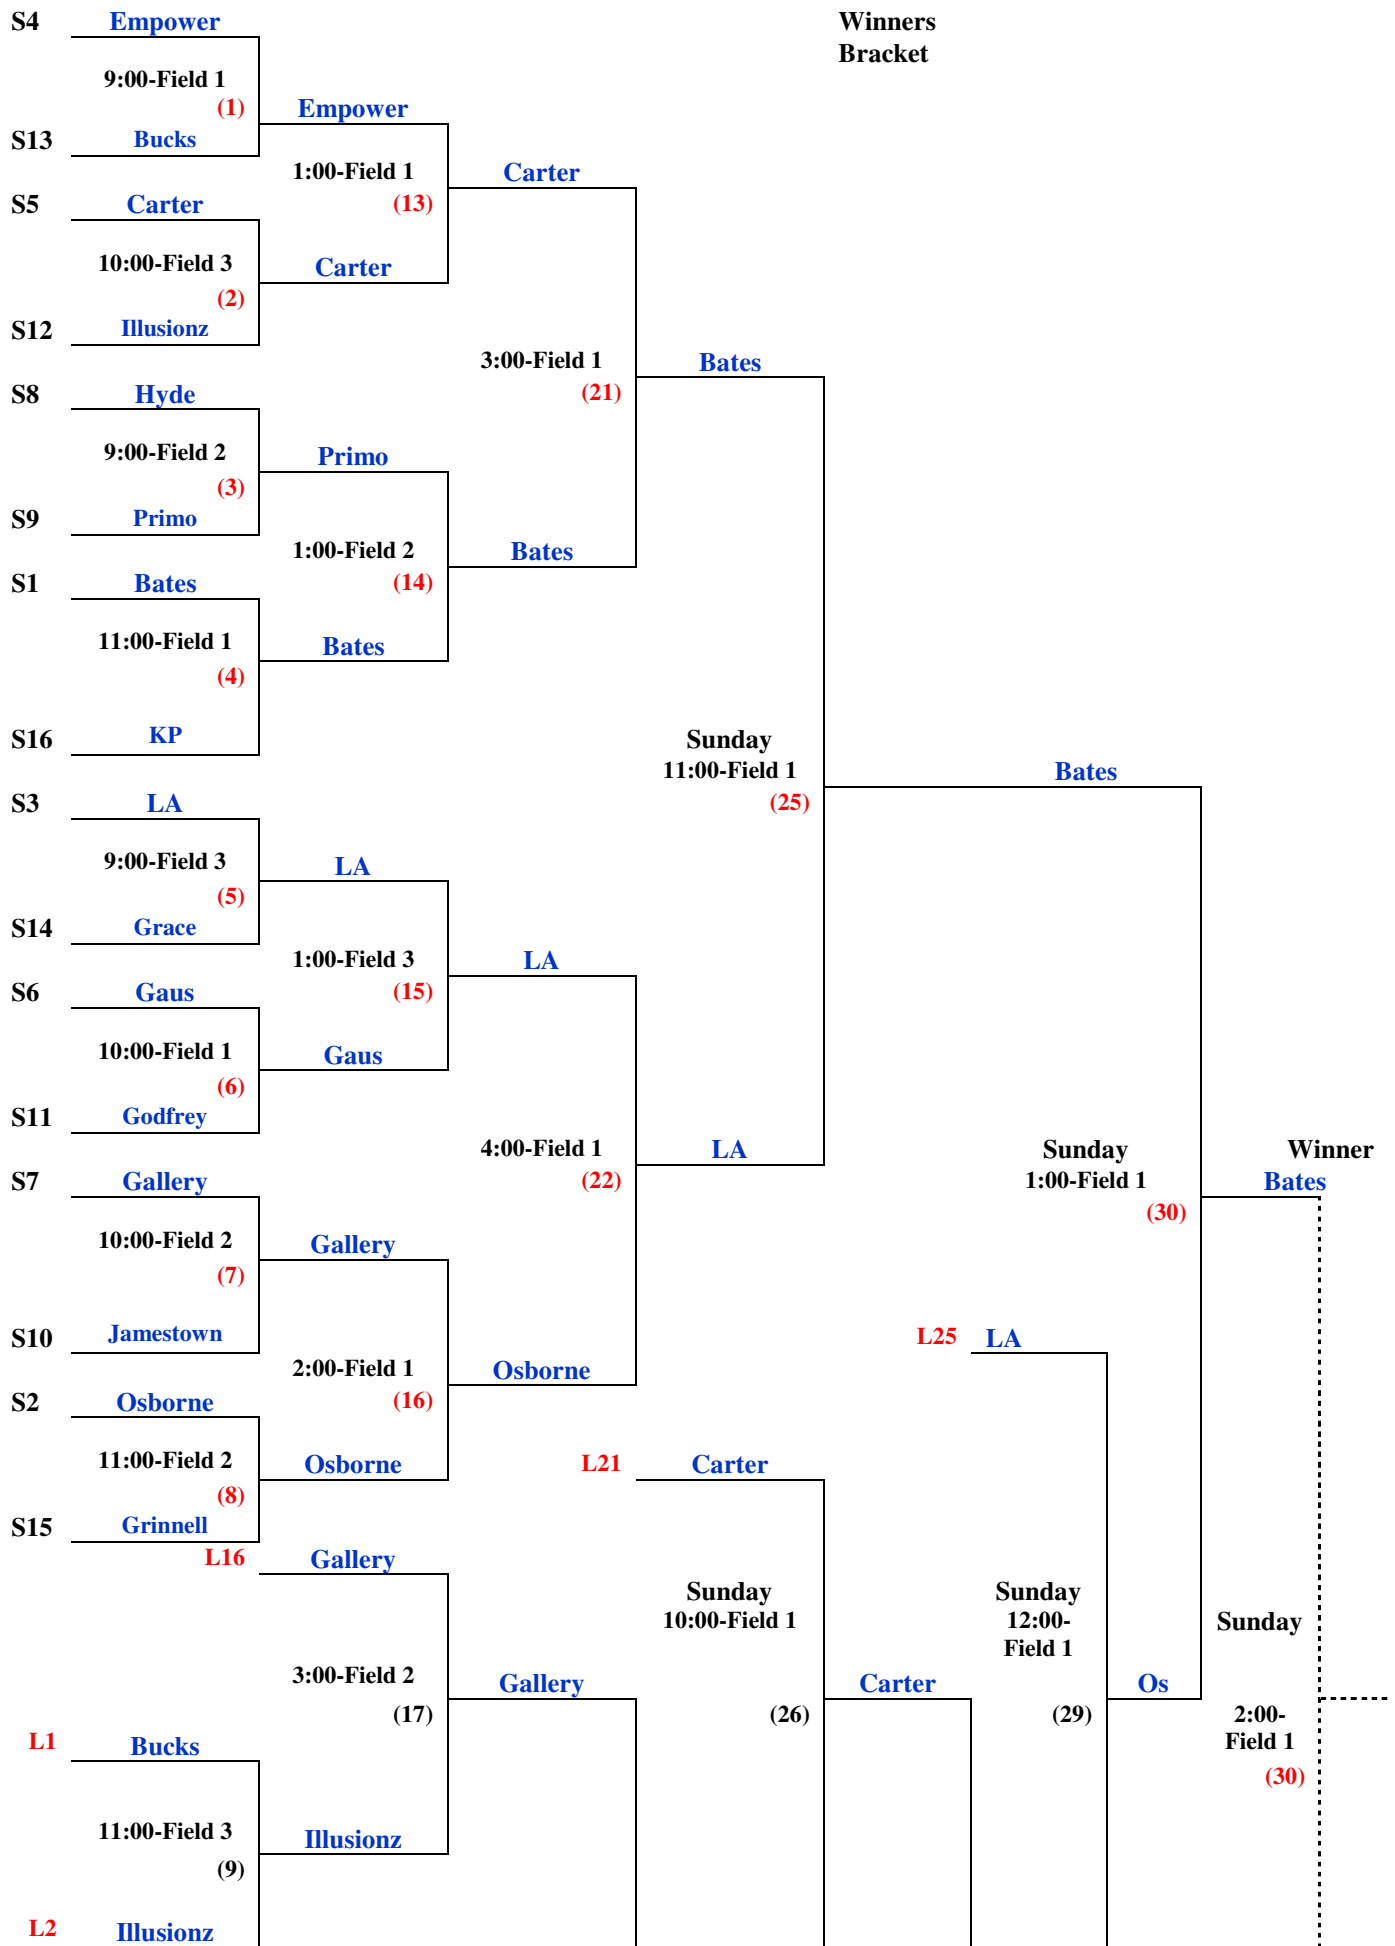 S4 Empower Winners
Bracket
9:00-Field 1
(1) Empower
S13 Bucks
1:00-Field 1 Carter
S5 Carter (13)
10:00-Field 3 Carter
(2)
S12 Illusionz
3:00-Field 1 Bates
S8 Hyde (21)
9:00-Field 2 Primo
(3)
S9 Primo
1:00-Field 2 Bates
S1 Bates (14)
11:00-Field 1 Bates
(4)
S16 KP Sunday
11:00-Field 1 Bates
S3 LA (25)
9:00-Field 3 LA
(5)
S14 Grace
1:00-Field 3 LA
S6 Gaus (15)
10:00-Field 1 Gaus
(6)
S11 Godfrey
4:00-Field 1 LA Sunday Winner
S7 Gallery (22) 1:00-Field 1 Bates
(30)
10:00-Field 2 Gallery
(7)
S10 Jamestown L25 LA
2:00-Field 1 Osborne
S2 Osborne (16)
11:00-Field 2 Osborne L21 Carter
(8)
S15 Grinnell
L16 Gallery
Sunday Sunday
10:00-Field 1 12:00- Sunday
Field 1
3:00-Field 2 Gallery Carter Os
(17) (26) (29) 2:00-
L1 Bucks Field 1
(30)
11:00-Field 3 Illusionz
(9)
L2 Illusionz